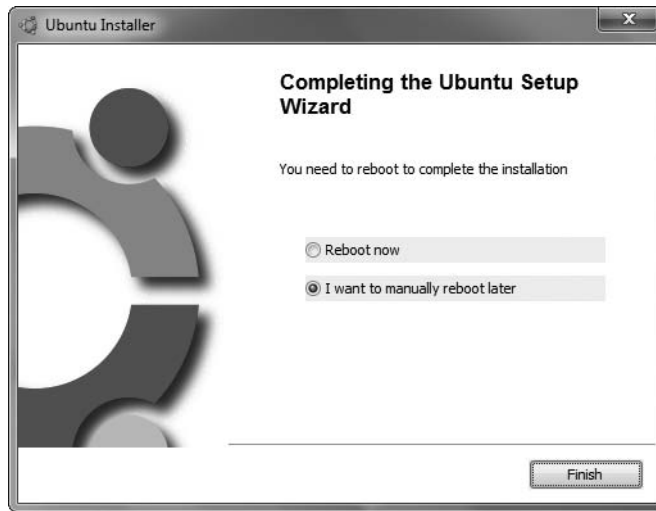 Ubuntu Installer
Completing the Ubuntu Setup
Wizard
You need to reboot to complete the installation
Reboot now
I want to manually reboot later
Finish